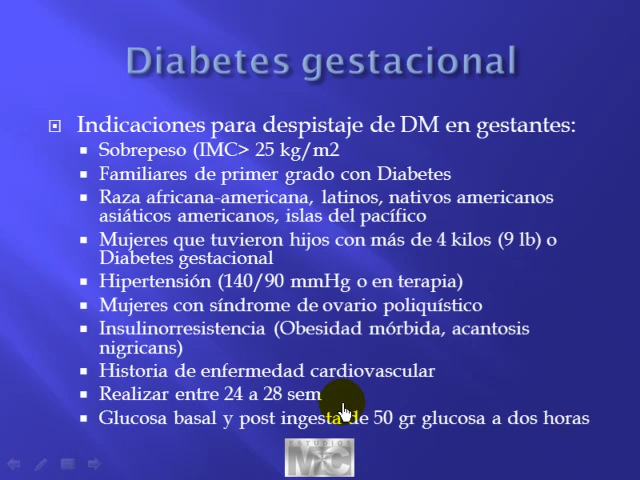 Diabetes gestacional
Indicaciones para despistaje de DM en gestantes:
Sobrepeso (IMC> 25 kg/m2
Familiares de primer grado con Diabetes
Raza africana-americana, latinos, nativos americanos
asiáticos americanos, islas del pacífico
Mujeres que tuvieron hijos con más de 4 kilos (9 lb) o
Diabetes gestacional
Hipertensión (140/90 mmHg o en terapia)
Mujeres con síndrome de ovario poliquístico
Insulinorresistencia (Obesidad mórbida, acantosis
nigricans)
Historia de enfermedad cardiovascular
Realizar entre 24 a 28 sem
Glucosa basal y post ingesta de 50 gr glucosa a dos horas
ESTUDIOS
MC